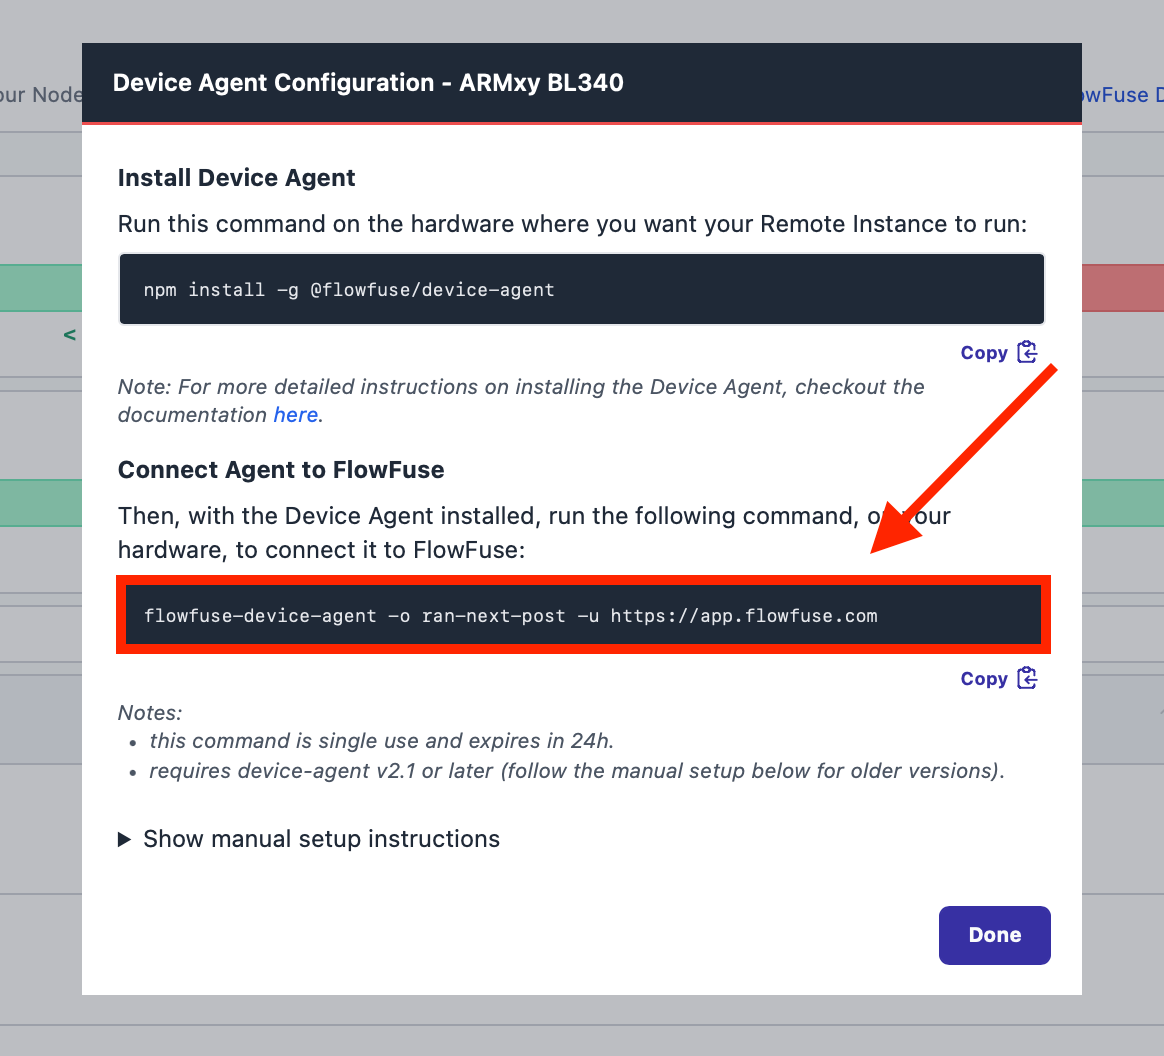 Device Agent Configuration - ARMxy BL340
our Node
owFuse D
Install Device Agent
Run this command on the hardware where you want your Remote Instance to run:
npm install -g @flowfuse/device-agent
<
Copy
Note: For more detailed instructions on installing the Device Agent, checkout the
documentation here.
Connect Agent to FlowFuse
Then, with the Device Agent installed, run the following command, on your
hardware, to connect it to FlowFuse:
flowfuse-device-agent -o ran-next-post -u https://app.flowfuse.com
Copy
Notes:
• this command is single use and expires in 24h.
• requires device-agent v2.1 or later (follow the manual setup below for older versions).
Show manual setup instructions
Done